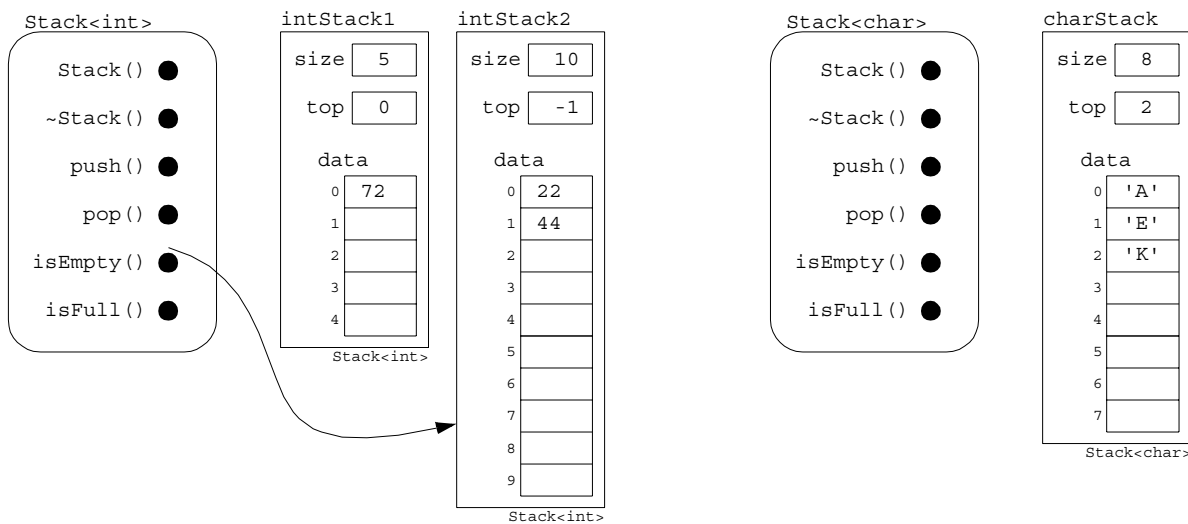 Stack<int>
Stack()
~Stack()
push()
pop()
isEmpty()
isFull()
intStack1
size 5
top 0
data
0 72
1
2
3
4
Stack<int>
intStack2
size 10
top -1
data
0 22
1 44
2
3
4
5
6
7
8
9
Stack<int>
Stack<char>
Stack()
~Stack()
push()
pop()
isEmpty()
isFull()
charStack
size 8
top 2
data
0 'A'
1 'E'
2 'K'
3
4
5
6
7
Stack<char>